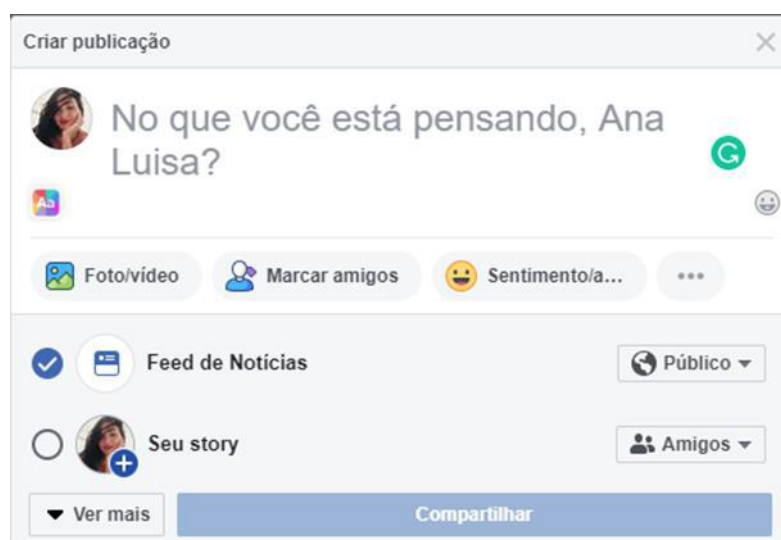 Criar publicação
No que você está pensando, Ana
Luisa?
Aa
Foto/vídeo Marcar amigos Sentimento/a... •••
Feed de Notícias Público
Seu story Amigos
Ver mais Compartilhar